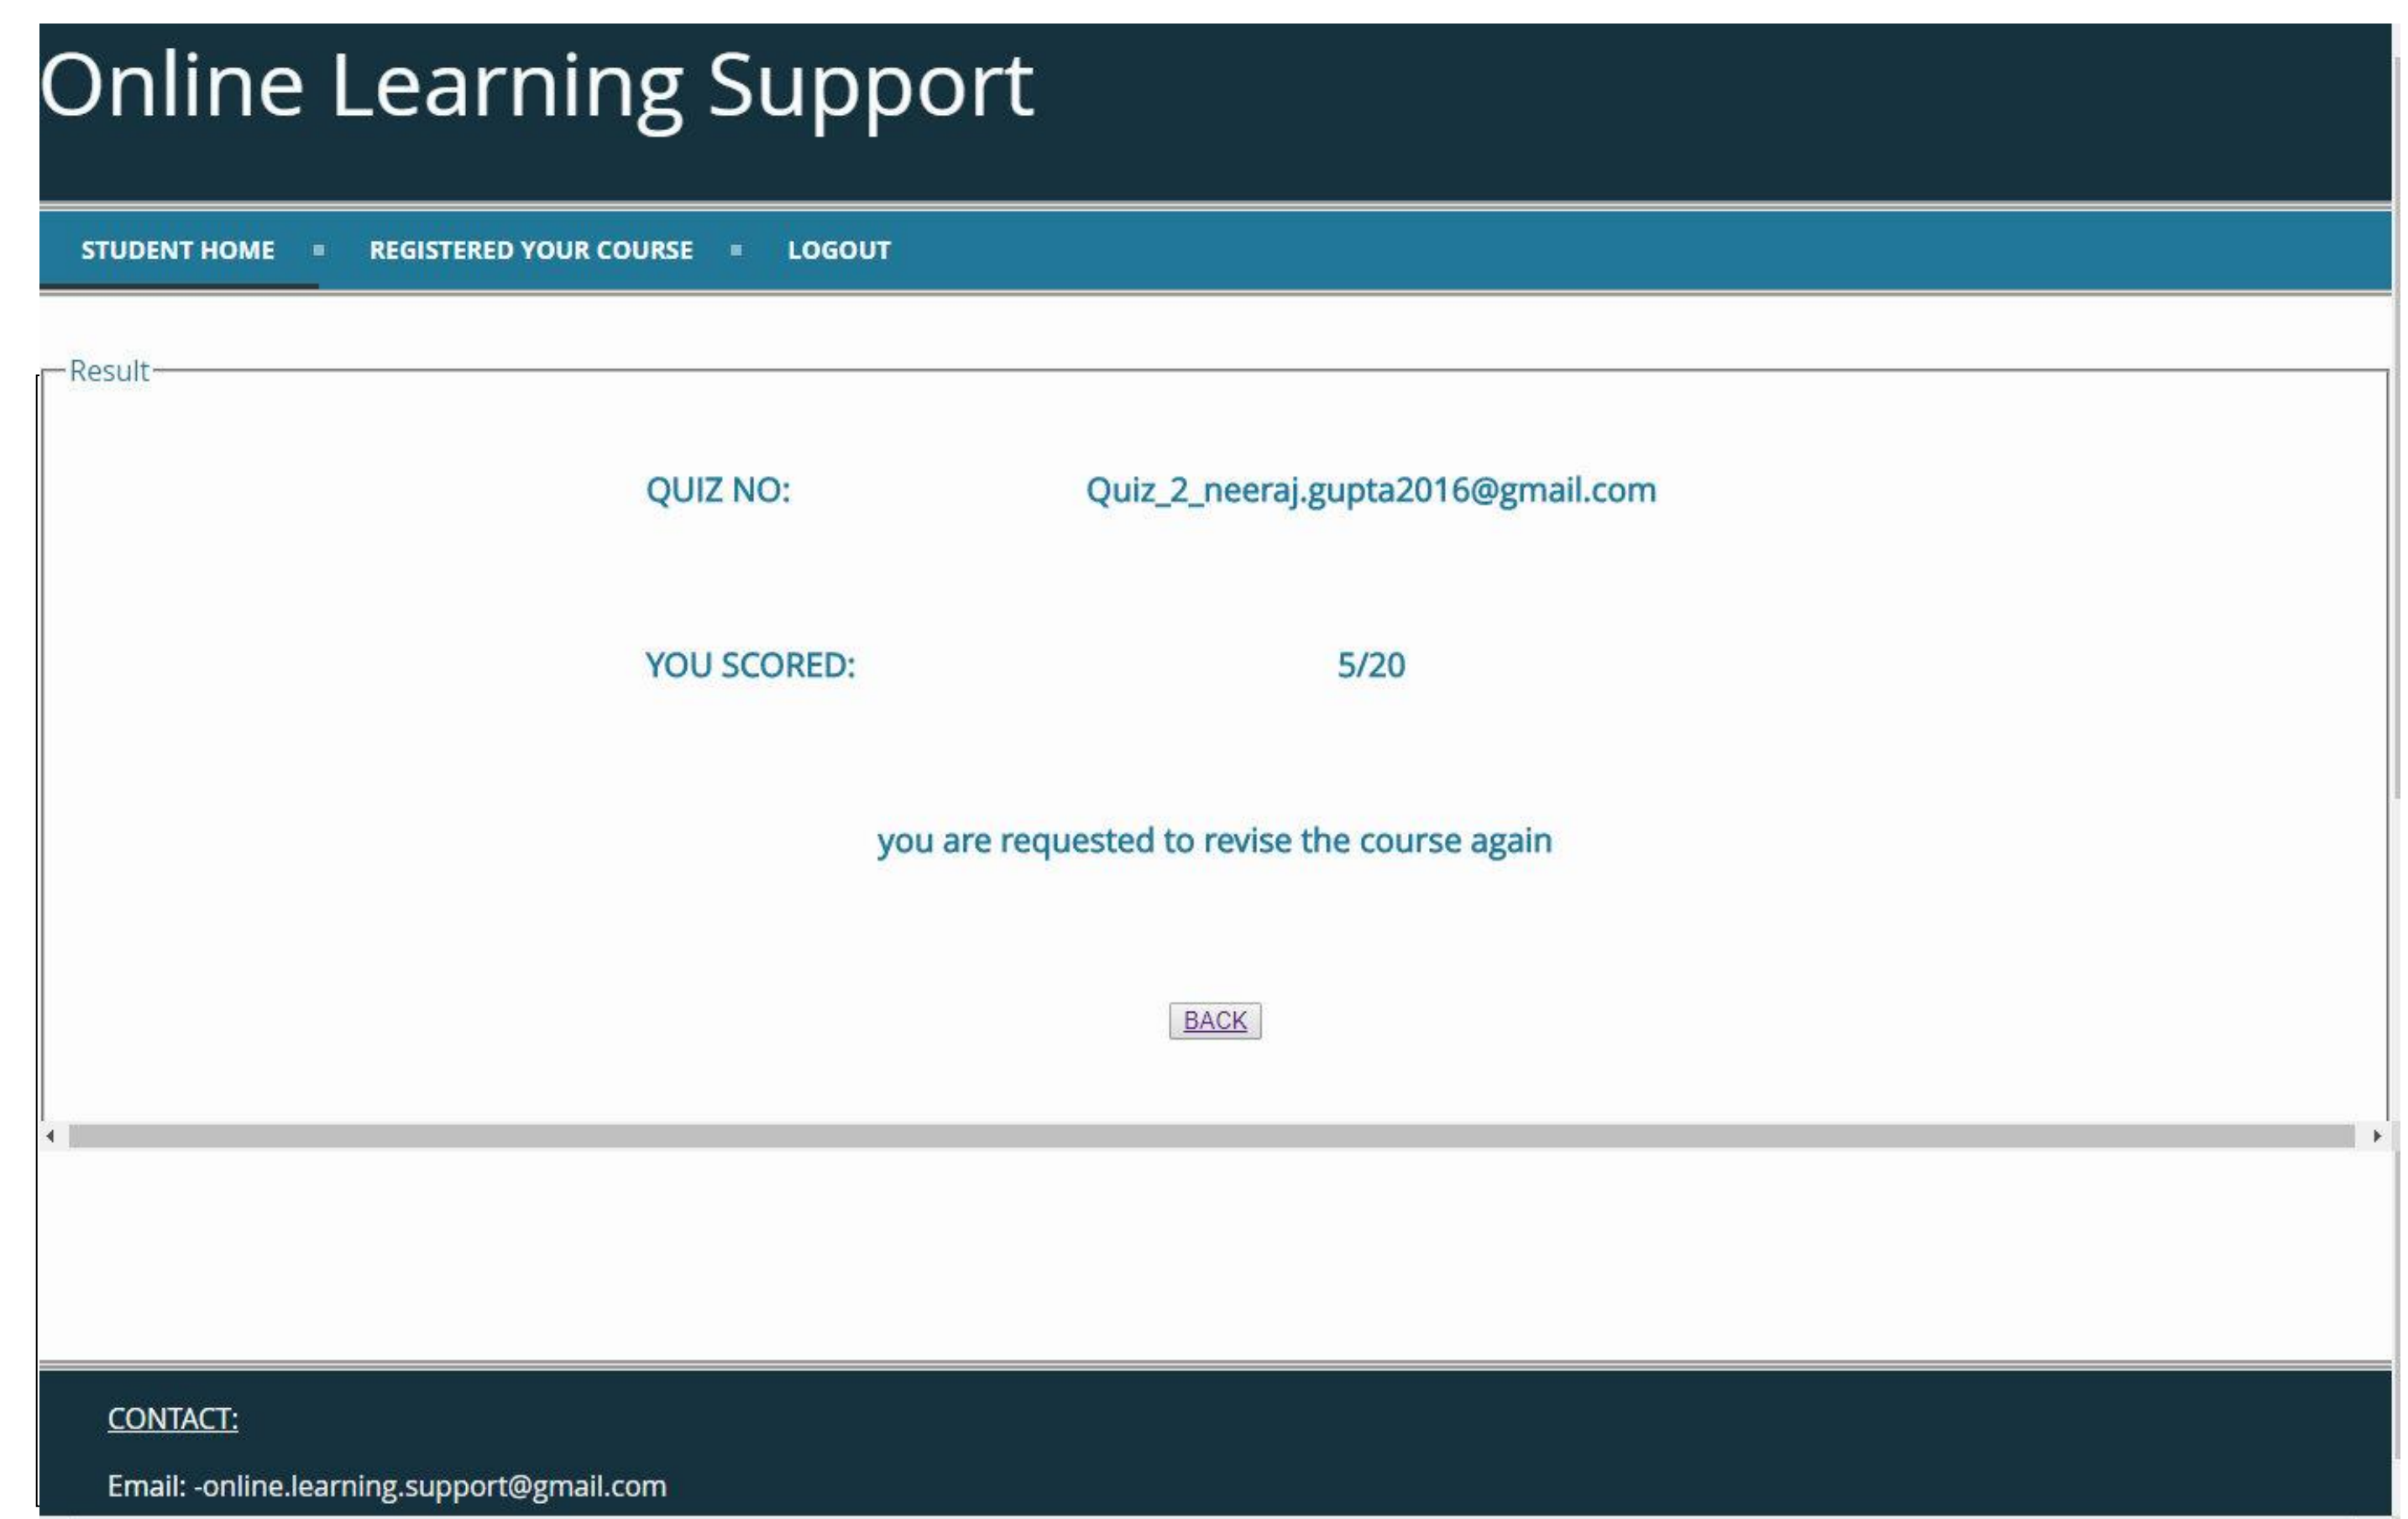 Online Learning Support
STUDENT HOME REGISTERED YOUR COURSE LOGOUT
Result
QUIZ NO: Quiz_2_neeraj.gupta2016@gmail.com
YOU SCORED: 5/20
you are requested to revise the course again
BACK
CONTACT:
Email: -online.learning.support@gmail.com